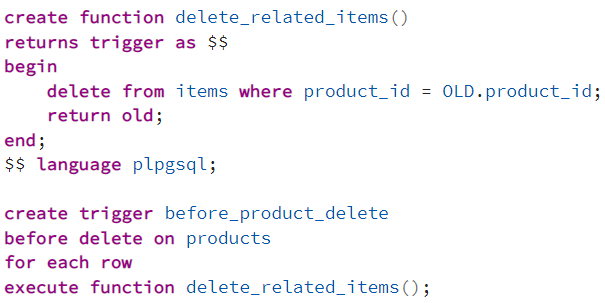 create function delete_related_items()
returns trigger as $$
begin
    delete from items where product_id = OLD.product_id;
    return old;
end;
$$ language plpgsql;

create trigger before_product_delete
before delete on products
for each row
execute function delete_related_items();